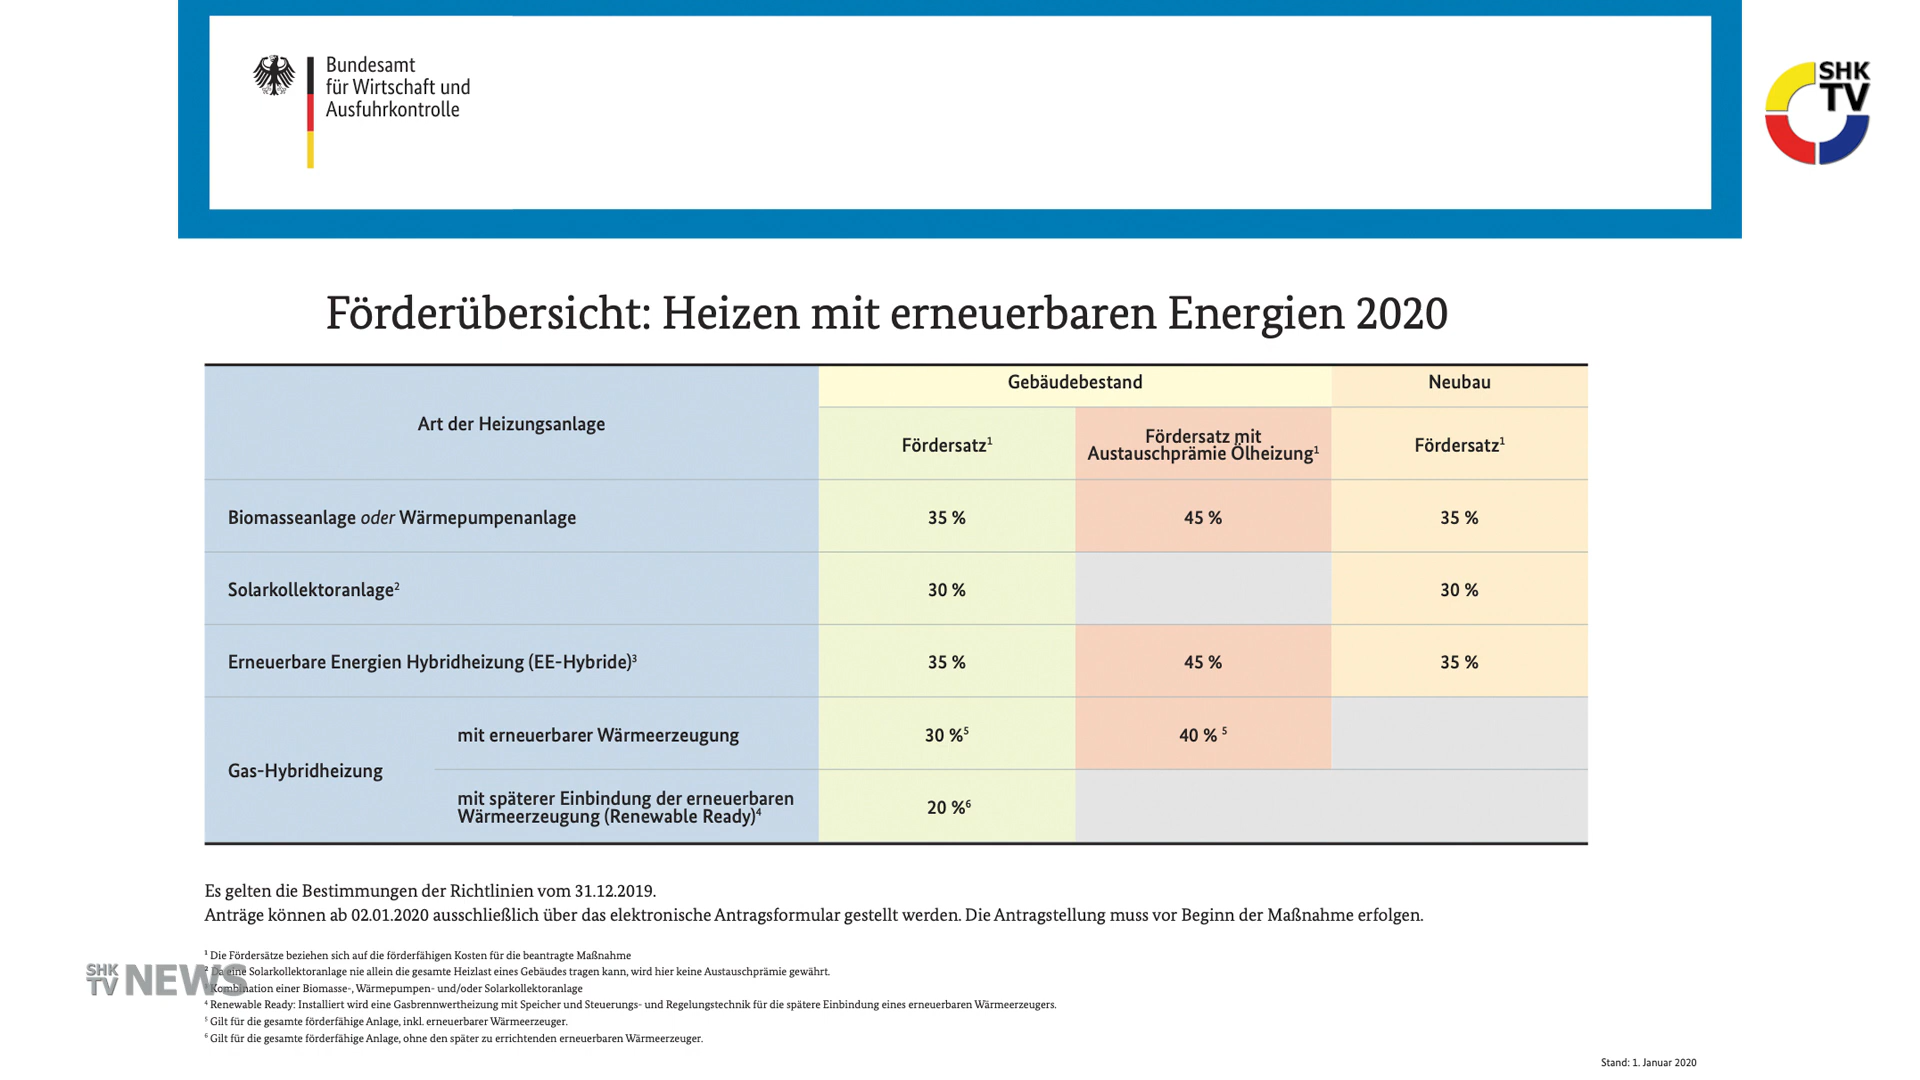 Bundesamt
für Wirtschaft und
Ausfuhrkontrolle
SHK
TV
Förderübersicht: Heizen mit erneuerbaren Energien 2020
Art der Heizungsanlage
Gebäudebestand
Neubau
Fördersatz¹
Fördersatz mit
Austauschprämie Ölheizung¹
Fördersatz¹
Biomasseanlage oder Wärmepumpenanlage
35 %
45 %
35 %
Solarkollektoranlage²
30 %
30 %
Erneuerbare Energien Hybridheizung (EE-Hybride)³
35 %
45 %
35 %
Gas-Hybridheizung
mit erneuerbarer Wärmeerzeugung
30 %⁵
40 % ⁵
mit späterer Einbindung der erneuerbaren
Wärmeerzeugung (Renewable Ready)⁴
20 %⁶
Es gelten die Bestimmungen der Richtlinien vom 31.12.2019.
Anträge können ab 02.01.2020 ausschließlich über das elektronische Antragsformular gestellt werden. Die Antragstellung muss vor Beginn der Maßnahme erfolgen.
¹ Die Fördersätze beziehen sich auf die förderfähigen Kosten für die beantragte Maßnahme
² Da eine Solarkollektoranlage nie allein die gesamte Heizlast eines Gebäudes tragen kann, wird hier keine Austauschprämie gewährt.
³ Kombination einer Biomasse-, Wärmepumpen- und/oder Solarkollektoranlage
⁴ Renewable Ready: Installiert wird eine Gasbrennwertheizung mit Speicher und Steuerungs- und Regelungstechnik für die spätere Einbindung eines erneuerbaren Wärmeerzeugers.
⁵ Gilt für die gesamte förderfähige Anlage, inkl. erneuerbarer Wärmeerzeuger.
⁶ Gilt für die gesamte förderfähige Anlage, ohne den später zu errichtenden erneuerbaren Wärmeerzeuger.
SHK
TV NEWS
Stand: 1. Januar 2020